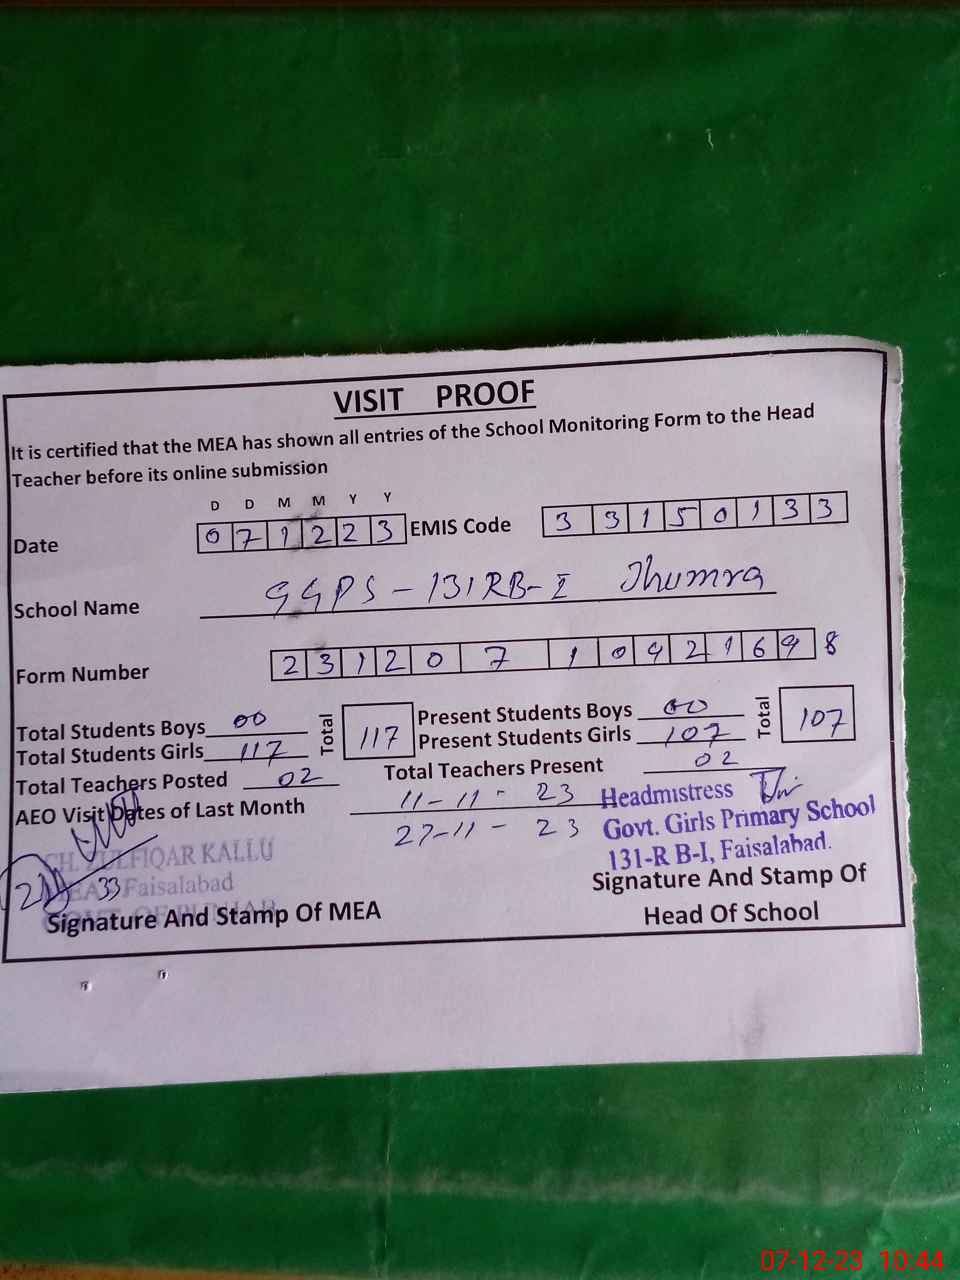 VISIT PROOF
It is certified that the MEA has shown all entries of the School Monitoring Form to the Head
Teacher before its online submission
D D M M Y Y
Date 0 7 1 2 2 3 EMIS Code 3 3 1 5 0 1 3 3
School Name GGPS - 131RB-I Jhumra
Form Number 2 3 1 2 0 7 1 0 9 2 1 6 9 8
Total Students Boys 00 Total 117 Present Students Boys 00 Total 107
Total Students Girls 117 Present Students Girls 107
Total Teachers Posted 02 Total Teachers Present 02
AEO Visit Dates of Last Month 11-11-23
27-11-23
Headmistress
Govt. Girls Primary School
131-R B-I, Faisalabad.
CH. ZULFIQAR KALLU
MEA 33 Faisalabad
Signature And Stamp Of MEA
Signature And Stamp Of
Head Of School
07-12-23 10:44